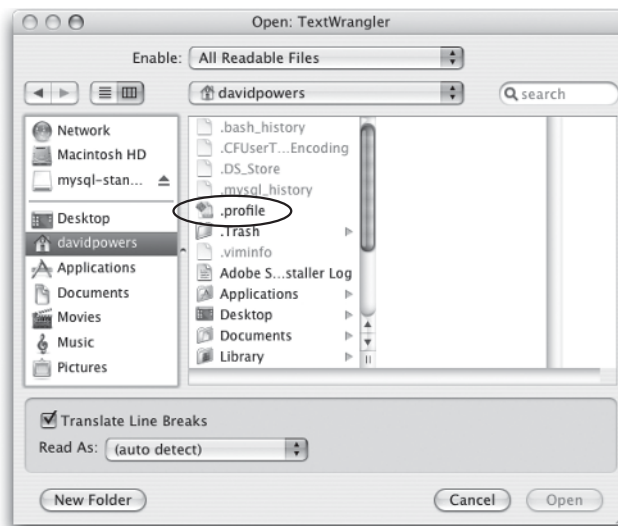 Open: TextWrangler
Enable: All Readable Files
davidpowers
search
Network
Macintosh HD
mysql-stan...
Desktop
davidpowers
Applications
Documents
Movies
Music
Pictures
.bash_history
.CFUserT...Encoding
.DS_Store
.mysql_history
.profile
.Trash
.viminfo
Adobe S...staller Log
Applications
Desktop
Documents
Library
Translate Line Breaks
Read As: (auto detect)
New Folder
Cancel
Open